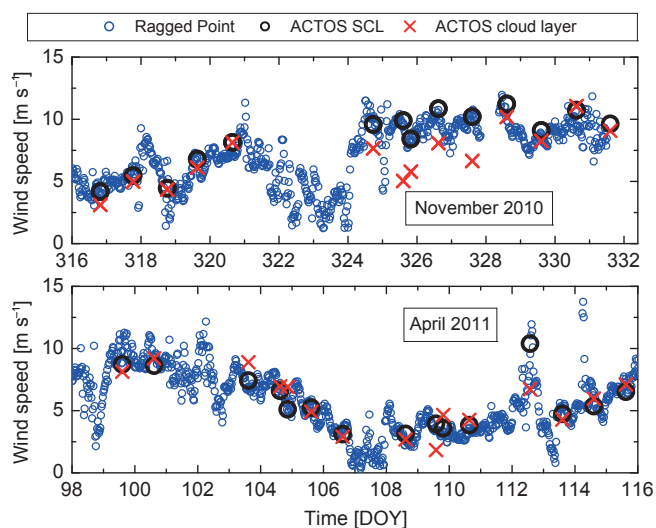 Ragged Point ACTOS SCL ACTOS cloud layer
15
10
5
0
Wind speed [m s⁻¹]
November 2010
316 318 320 322 324 326 328 330 332
15
10
5
0
Wind speed [m s⁻¹]
April 2011
98 100 102 104 106 108 110 112 114 116
Time [DOY]